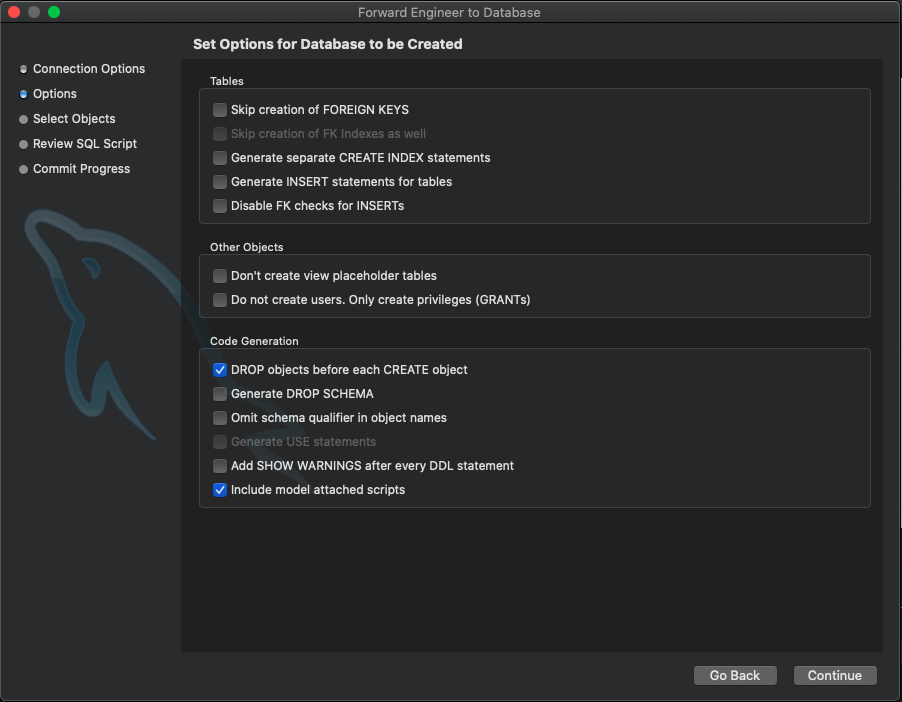 Forward Engineer to Database
Set Options for Database to be Created
Connection Options
Options
Select Objects
Review SQL Script
Commit Progress
Tables
Skip creation of FOREIGN KEYS
Skip creation of FK Indexes as well
Generate separate CREATE INDEX statements
Generate INSERT statements for tables
Disable FK checks for INSERTs
Other Objects
Don't create view placeholder tables
Do not create users. Only create privileges (GRANTs)
Code Generation
DROP objects before each CREATE object
Generate DROP SCHEMA
Omit schema qualifier in object names
Generate USE statements
Add SHOW WARNINGS after every DDL statement
Include model attached scripts
Go Back
Continue